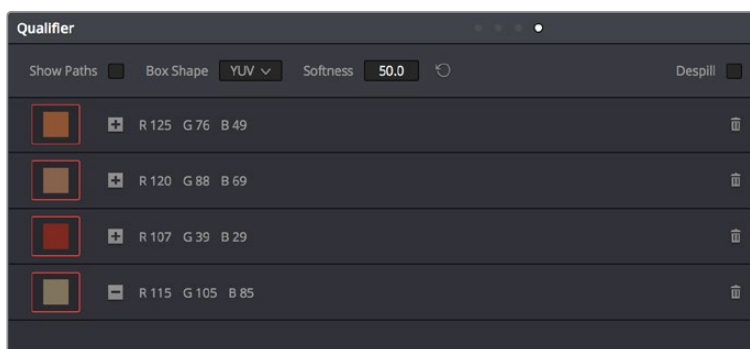 Qualifier
Show Paths Box Shape YUV Softness 50.0 Despill
R 125 G 76 B 49
R 120 G 88 B 69
R 107 G 39 B 29
R 115 G 105 B 85